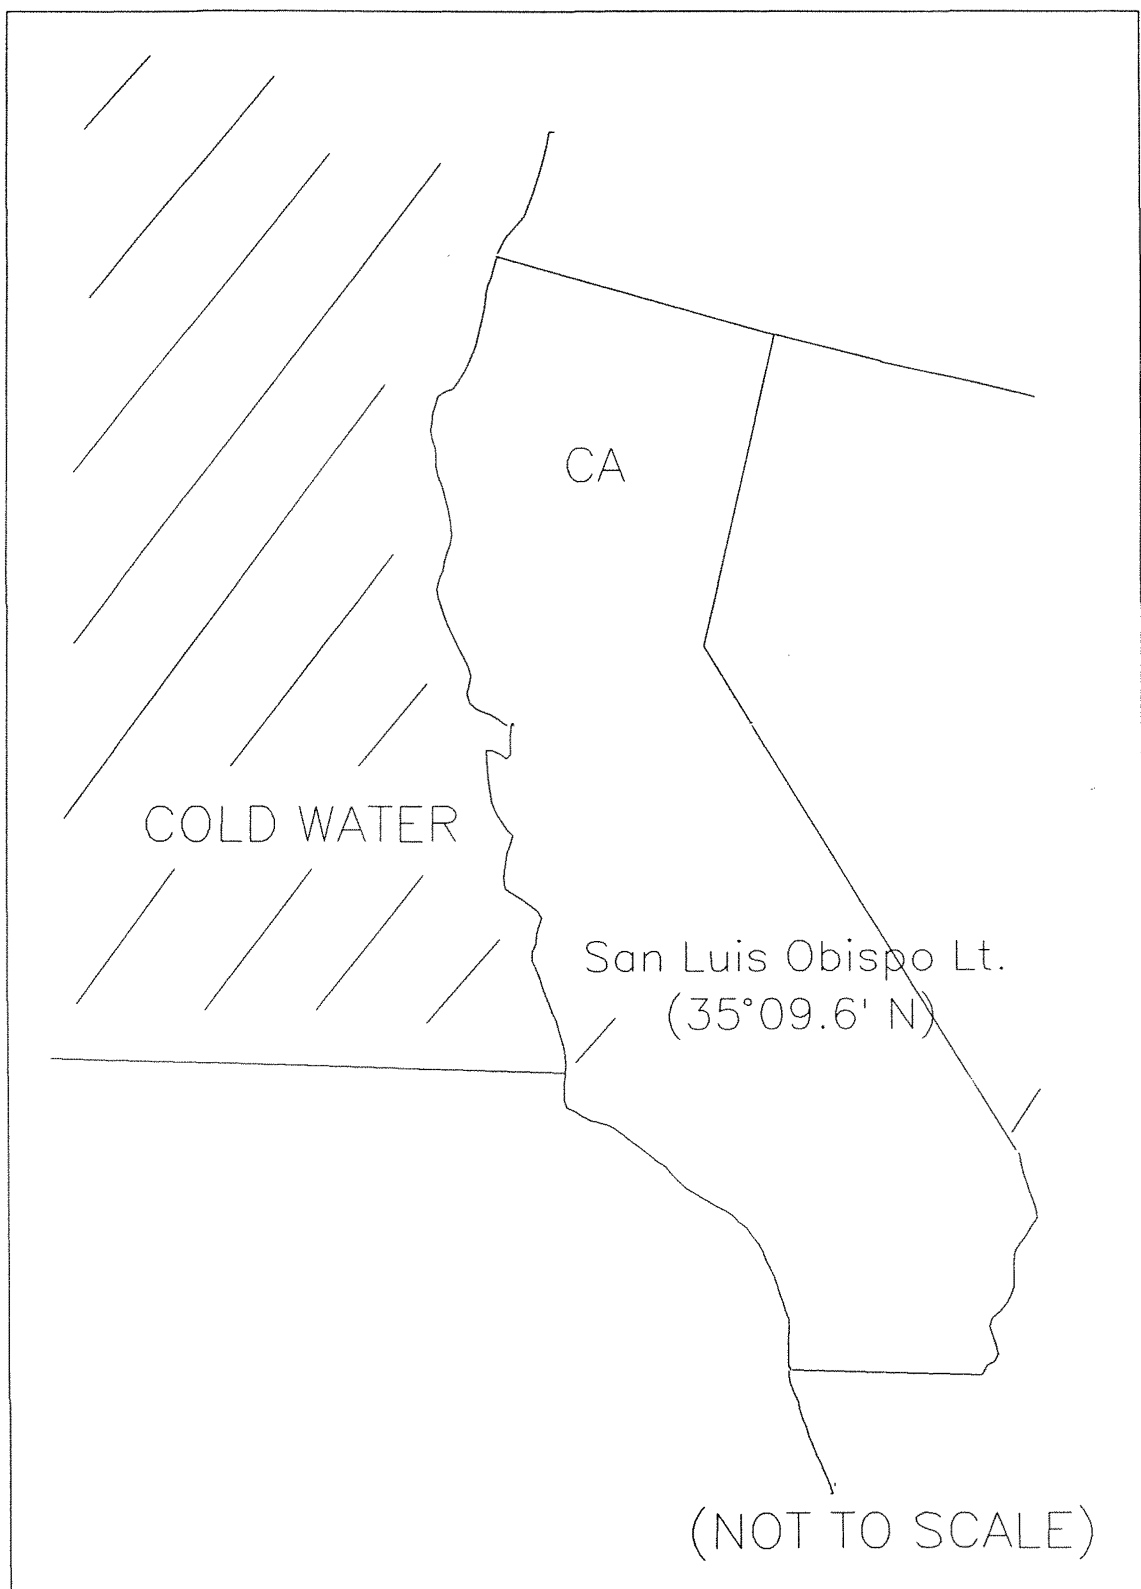 CA
COLD WATER
San Luis Obispo Lt.
(35°09.6' N)
(NOT TO SCALE)